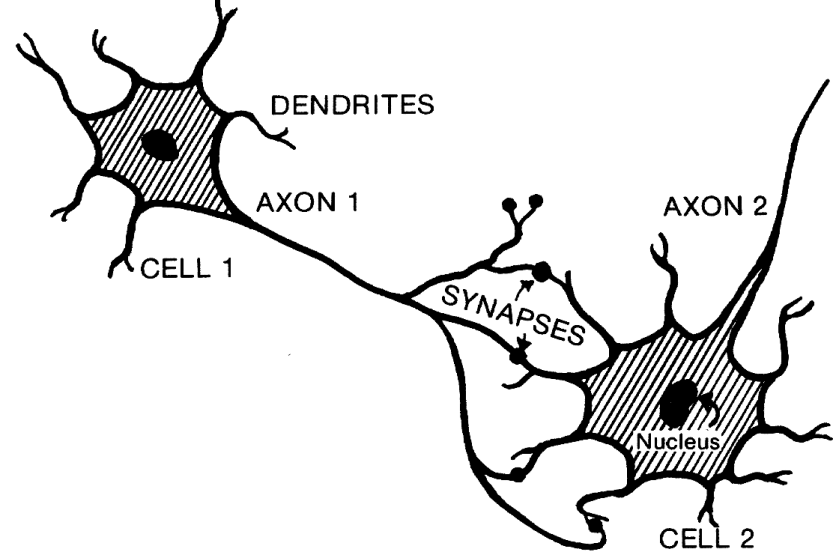 DENDRITES
AXON 1
AXON 2
CELL 1
SYNAPSES
Nucleus
CELL 2